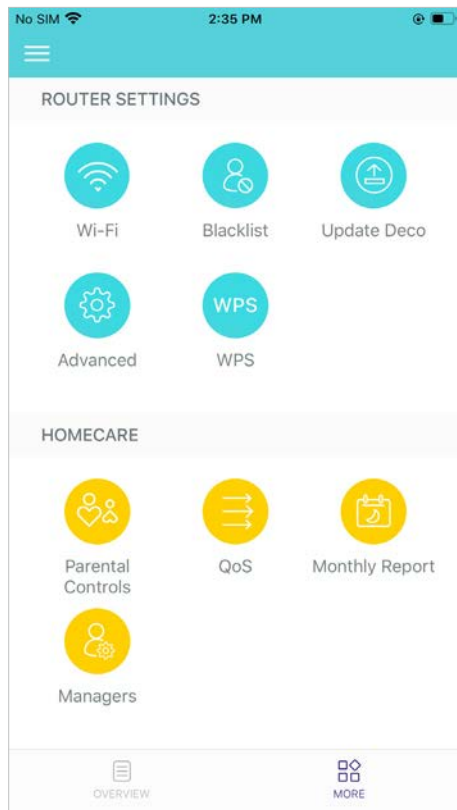 No SIM 2:35 PM
ROUTER SETTINGS
Wi-Fi Blacklist Update Deco
WPS
Advanced WPS
HOMECARE
Parental Controls QoS Monthly Report
Managers
OVERVIEW MORE